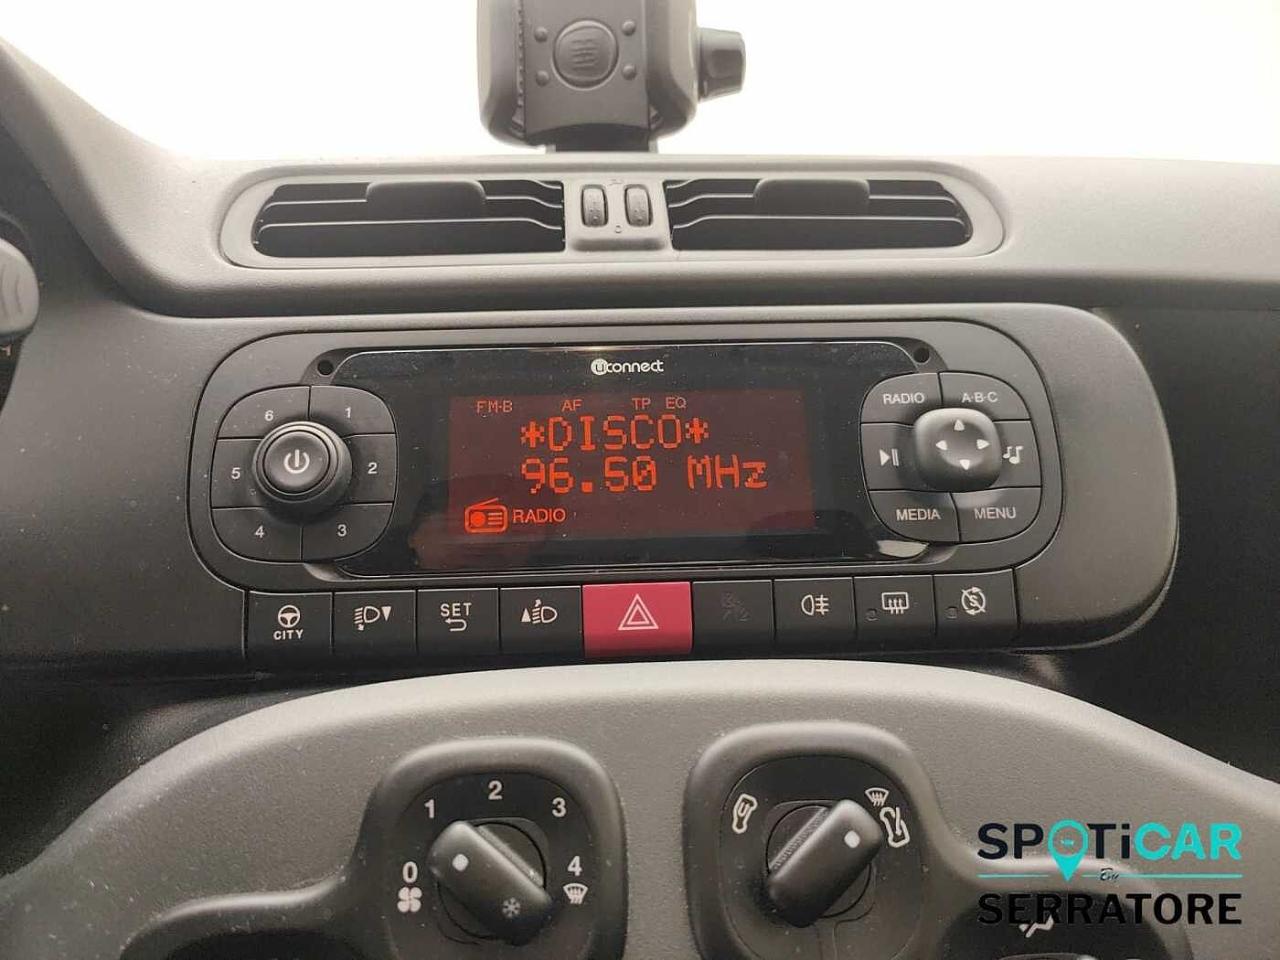 uconnect
FM-B AF TP EQ
*DISCO*
96.50 MHz
RADIO
6 1
5 2
4 3
RADIO A·B·C
MEDIA MENU
CITY
SET
0 1 2 3 4
SPOTiCAR
By
SERRATORE